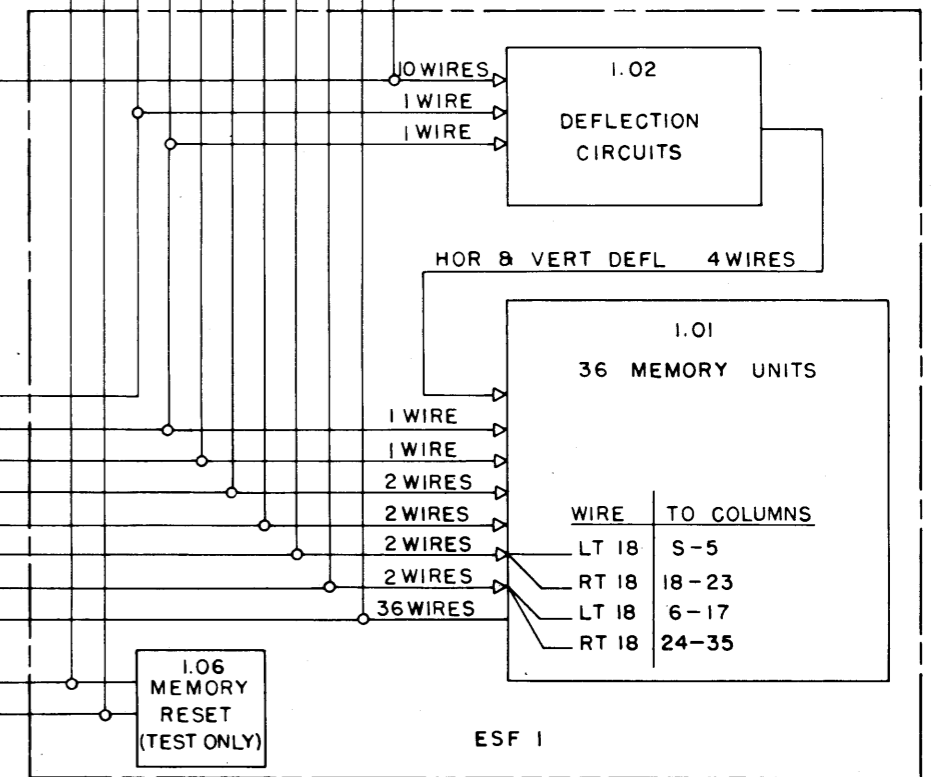 10 WIRES
1 WIRE
1 WIRE
1.02
DEFLECTION
CIRCUITS
HOR & VERT DEFL 4 WIRES
1.01
36 MEMORY UNITS
1 WIRE
1 WIRE
2 WIRES
2 WIRES
2 WIRES
2 WIRES
36 WIRES
WIRE TO COLUMNS
LT 18 S-5
RT 18 18-23
LT 18 6-17
RT 18 24-35
1.06
MEMORY
RESET
(TEST ONLY)
ESF 1